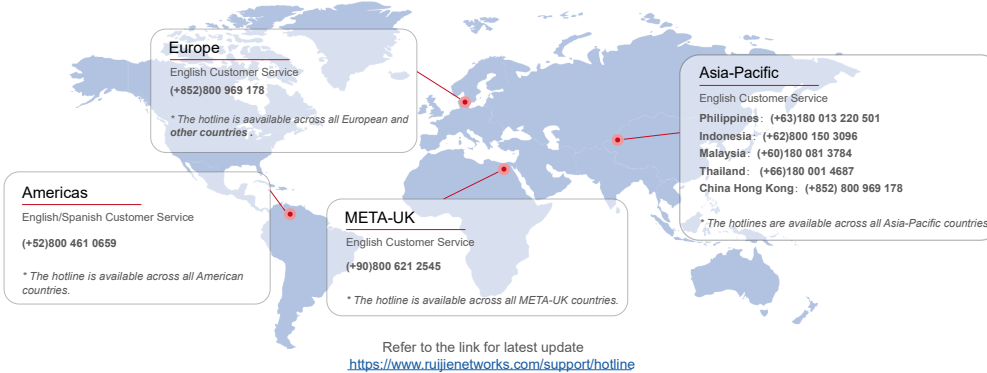 Europe
English Customer Service
(+852)800 969 178
* The hotline is aavailable across all European and
other countries .
Asia-Pacific
English Customer Service
Philippines： (+63)180 013 220 501
Indonesia： (+62)800 150 3096
Malaysia： (+60)180 081 3784
Thailand： (+66)180 001 4687
China Hong Kong： (+852) 800 969 178
* The hotlines are available across all Asia-Pacific countries
Americas
English/Spanish Customer Service
(+52)800 461 0659
* The hotline is available across all American
countries.
META-UK
English Customer Service
(+90)800 621 2545
* The hotline is available across all META-UK countries.
Refer to the link for latest update
https://www.ruijienetworks.com/support/hotline